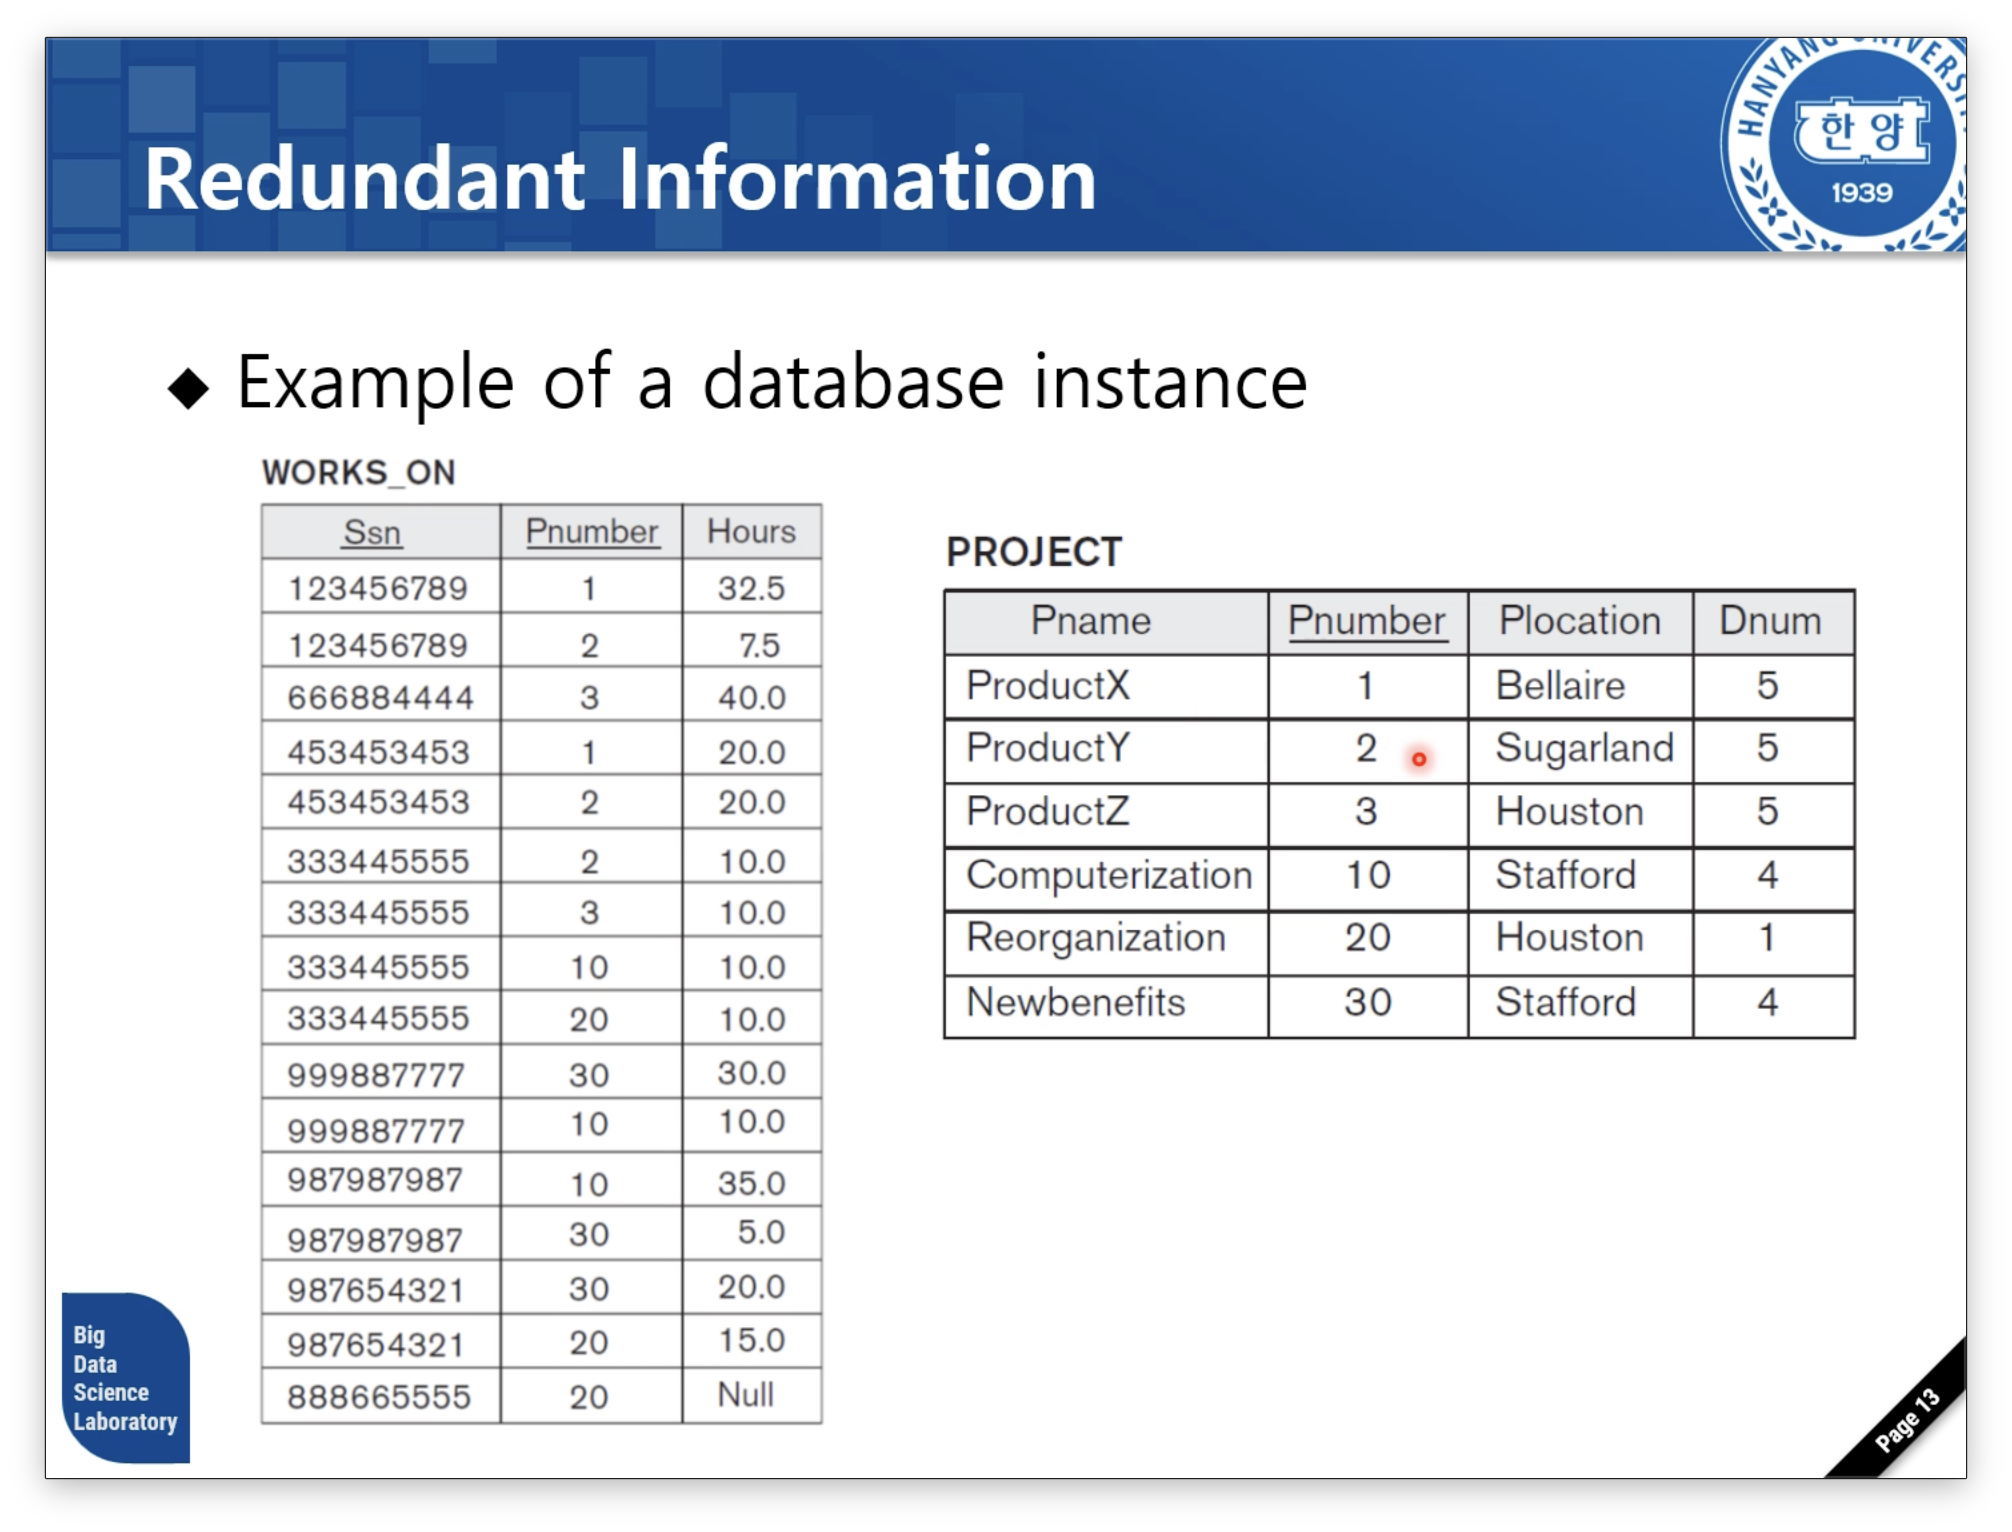 HANYANG UNIVERSI
한양
1939
Redundant Information
◆ Example of a database instance
WORKS_ON
Ssn Pnumber Hours
123456789 1 32.5
123456789 2 7.5
666884444 3 40.0
453453453 1 20.0
453453453 2 20.0
333445555 2 10.0
333445555 3 10.0
333445555 10 10.0
333445555 20 10.0
999887777 30 30.0
999887777 10 10.0
987987987 10 35.0
987987987 30 5.0
987654321 30 20.0
987654321 20 15.0
888665555 20 Null
PROJECT
Pname Pnumber Plocation Dnum
ProductX 1 Bellaire 5
ProductY 2 Sugarland 5
ProductZ 3 Houston 5
Computerization 10 Stafford 4
Reorganization 20 Houston 1
Newbenefits 30 Stafford 4
Big
Data
Science
Laboratory
Page 13